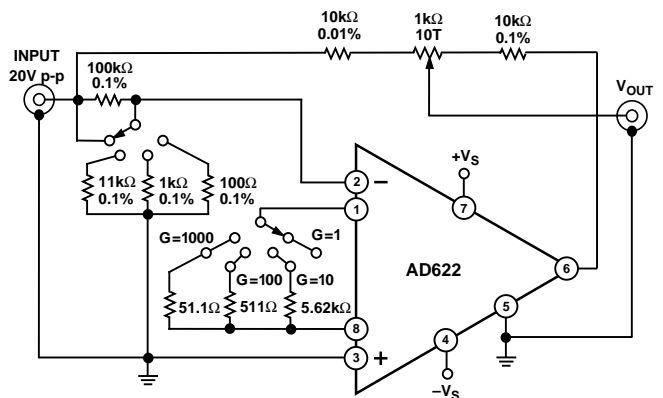 INPUT
20V p-p
100kΩ
0.1%
10kΩ
0.01%
1kΩ
10T
10kΩ
0.1%
VOUT
11kΩ
0.1%
1kΩ
0.1%
100Ω
0.1%
G=1000
G=1
G=100
G=10
51.1Ω
511Ω
5.62kΩ
2
−
1
8
3
+
+VS
7
AD622
6
5
4
−VS